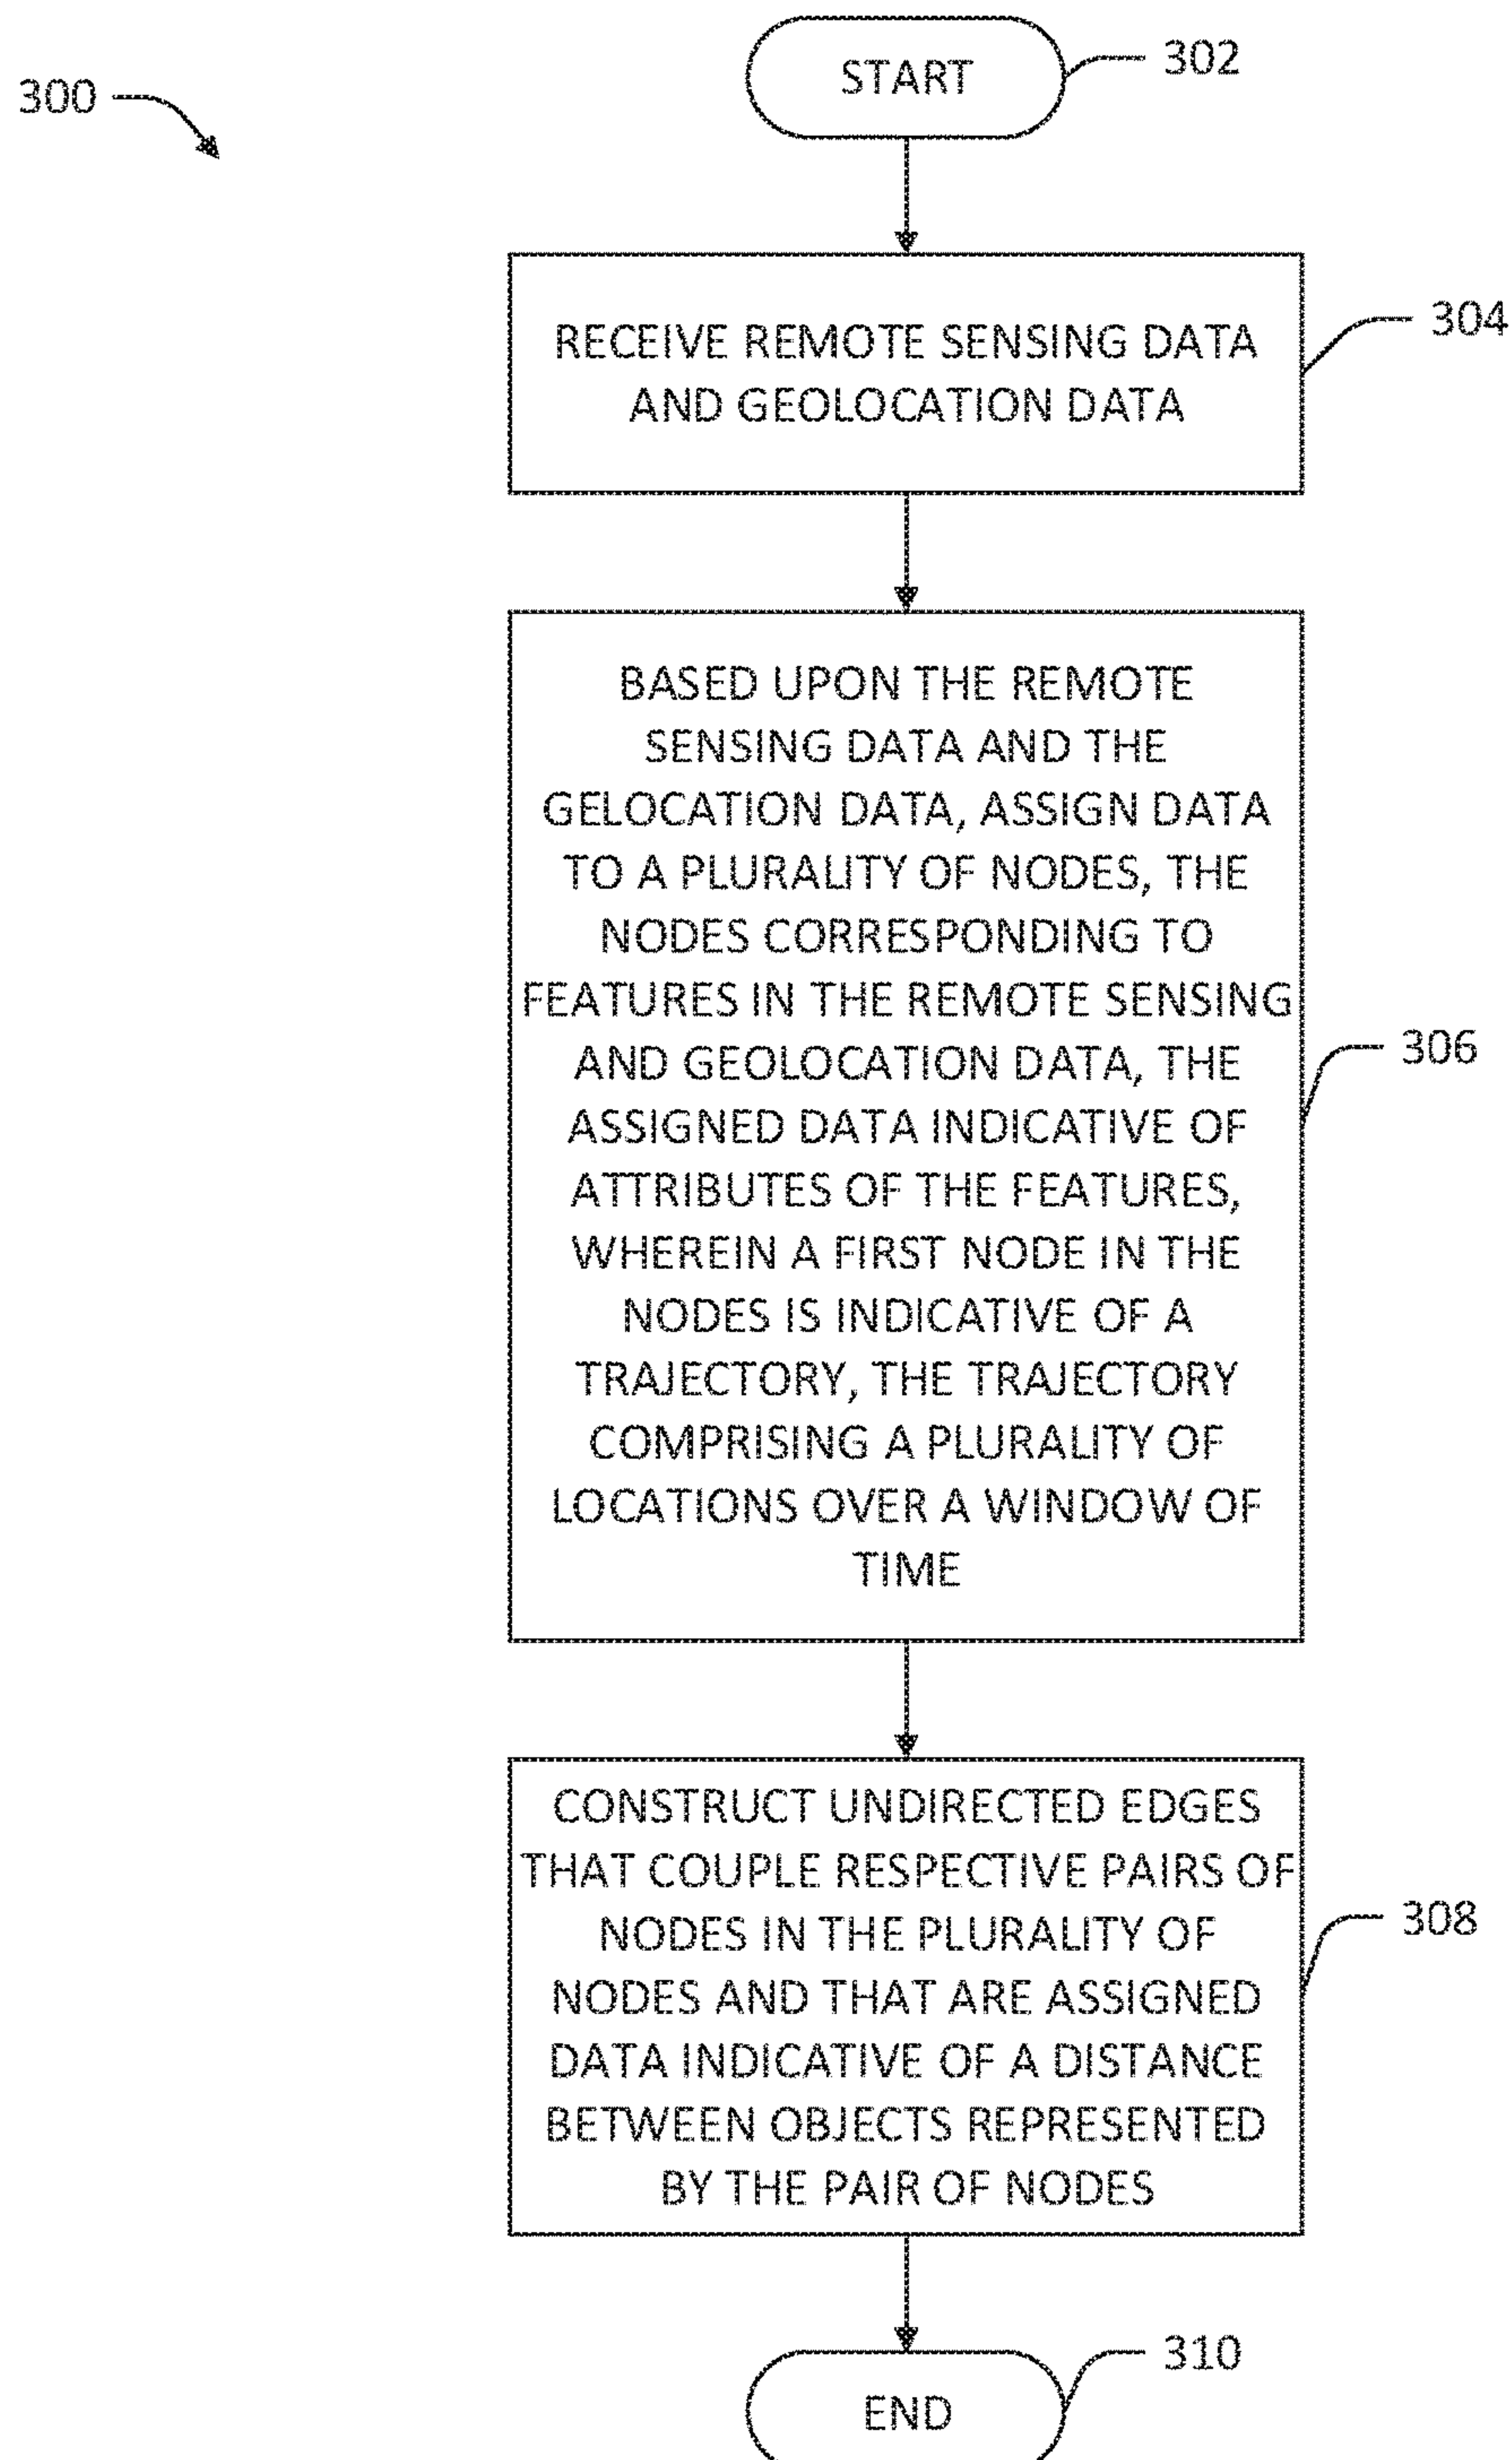 START
302
300
RECEIVE REMOTE SENSING DATA
AND GEOLOCATION DATA
304
BASED UPON THE REMOTE
SENSING DATA AND THE
GELOCATION DATA, ASSIGN DATA
TO A PLURALITY OF NODES, THE
NODES CORRESPONDING TO
FEATURES IN THE REMOTE SENSING
AND GEOLOCATION DATA, THE
ASSIGNED DATA INDICATIVE OF
ATTRIBUTES OF THE FEATURES,
WHEREIN A FIRST NODE IN THE
NODES IS INDICATIVE OF A
TRAJECTORY, THE TRAJECTORY
COMPRISING A PLURALITY OF
LOCATIONS OVER A WINDOW OF
TIME
306
CONSTRUCT UNDIRECTED EDGES
THAT COUPLE RESPECTIVE PAIRS OF
NODES IN THE PLURALITY OF
NODES AND THAT ARE ASSIGNED
DATA INDICATIVE OF A DISTANCE
BETWEEN OBJECTS REPRESENTED
BY THE PAIR OF NODES
308
310
END